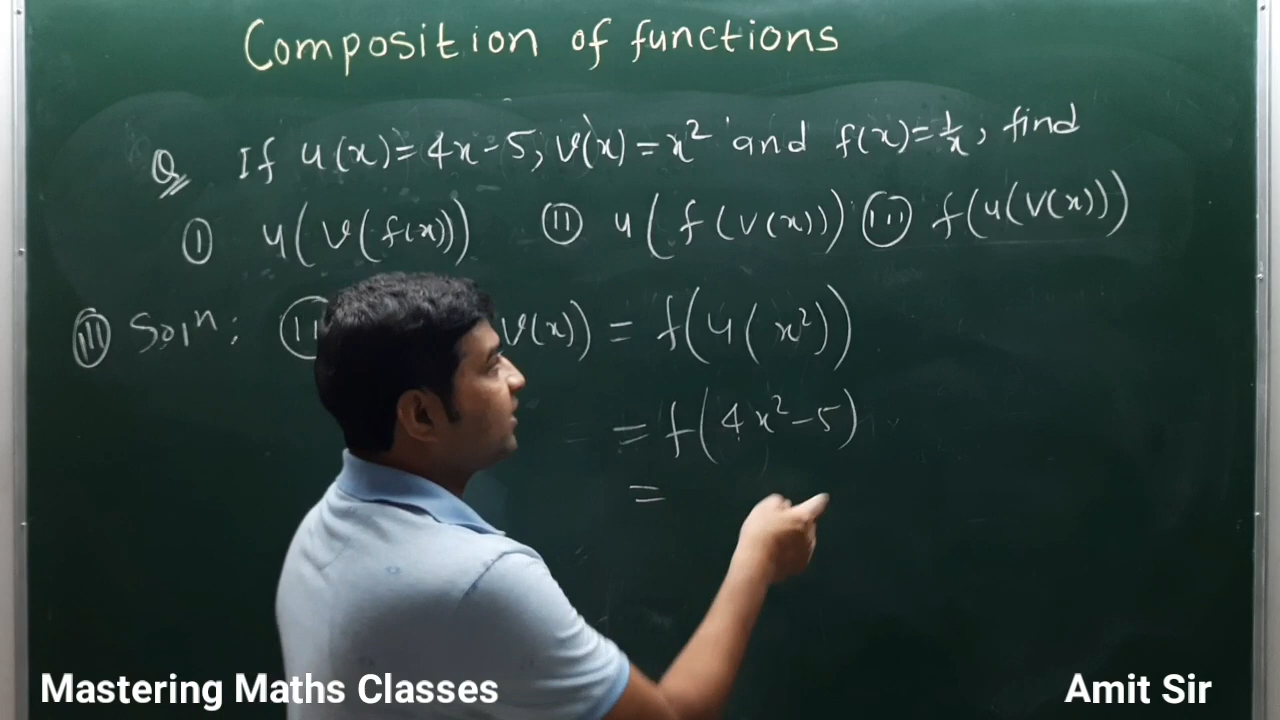 Composition of functions
Q If u(x)=4x-5, v(x)=x² and f(x)=1/x, find
(I) u(v(f(x))) (II) u(f(v(x))) (III) f(u(v(x)))
(III) Solⁿ: v(x)) = f(u(x²))
= f(4x²-5)
=
Mastering Maths Classes
Amit Sir